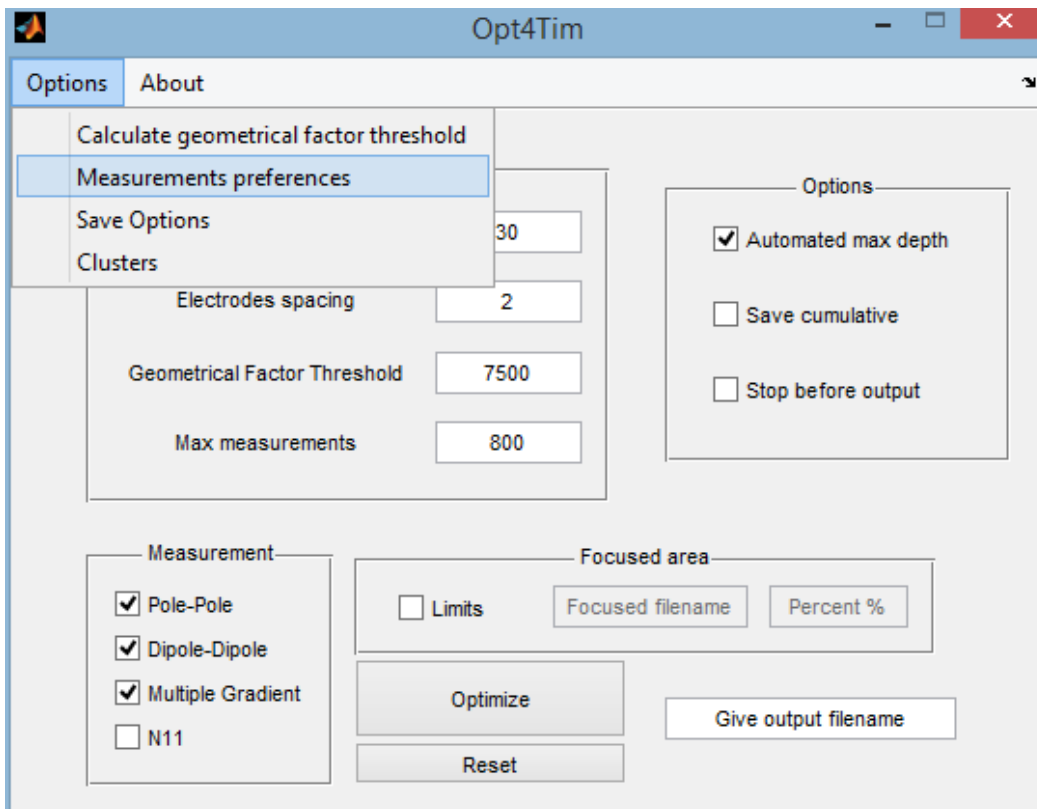 Opt4Tim
Options About
Calculate geometrical factor threshold
Measurements preferences
Save Options
Clusters
30
Electrodes spacing 2
Geometrical Factor Threshold 7500
Max measurements 800
Options
Automated max depth
Save cumulative
Stop before output
Measurement
Pole-Pole
Dipole-Dipole
Multiple Gradient
N11
Focused area
Limits Focused filename Percent %
Optimize
Reset
Give output filename